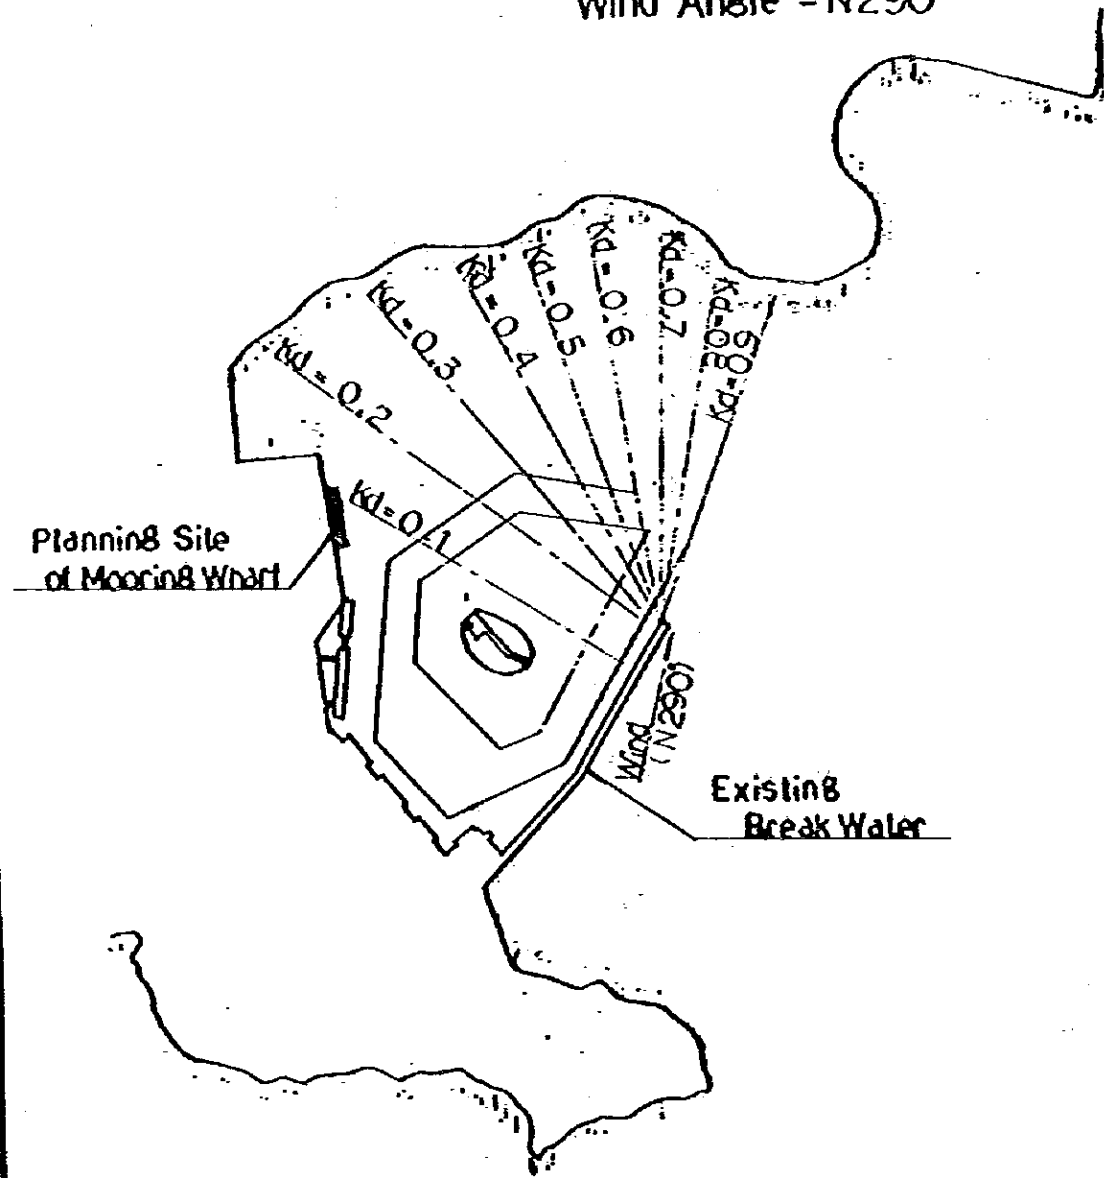 Wind Angle = N290
Kd=0.1
Kd=0.2
Kd=0.3
Kd=0.4
Kd=0.5
Kd=0.6
Kd=0.7
Kd=0.8
Kd=0.9
Planning Site
of Mooring Wharf
Wind
(N290)
Existing
Break Water